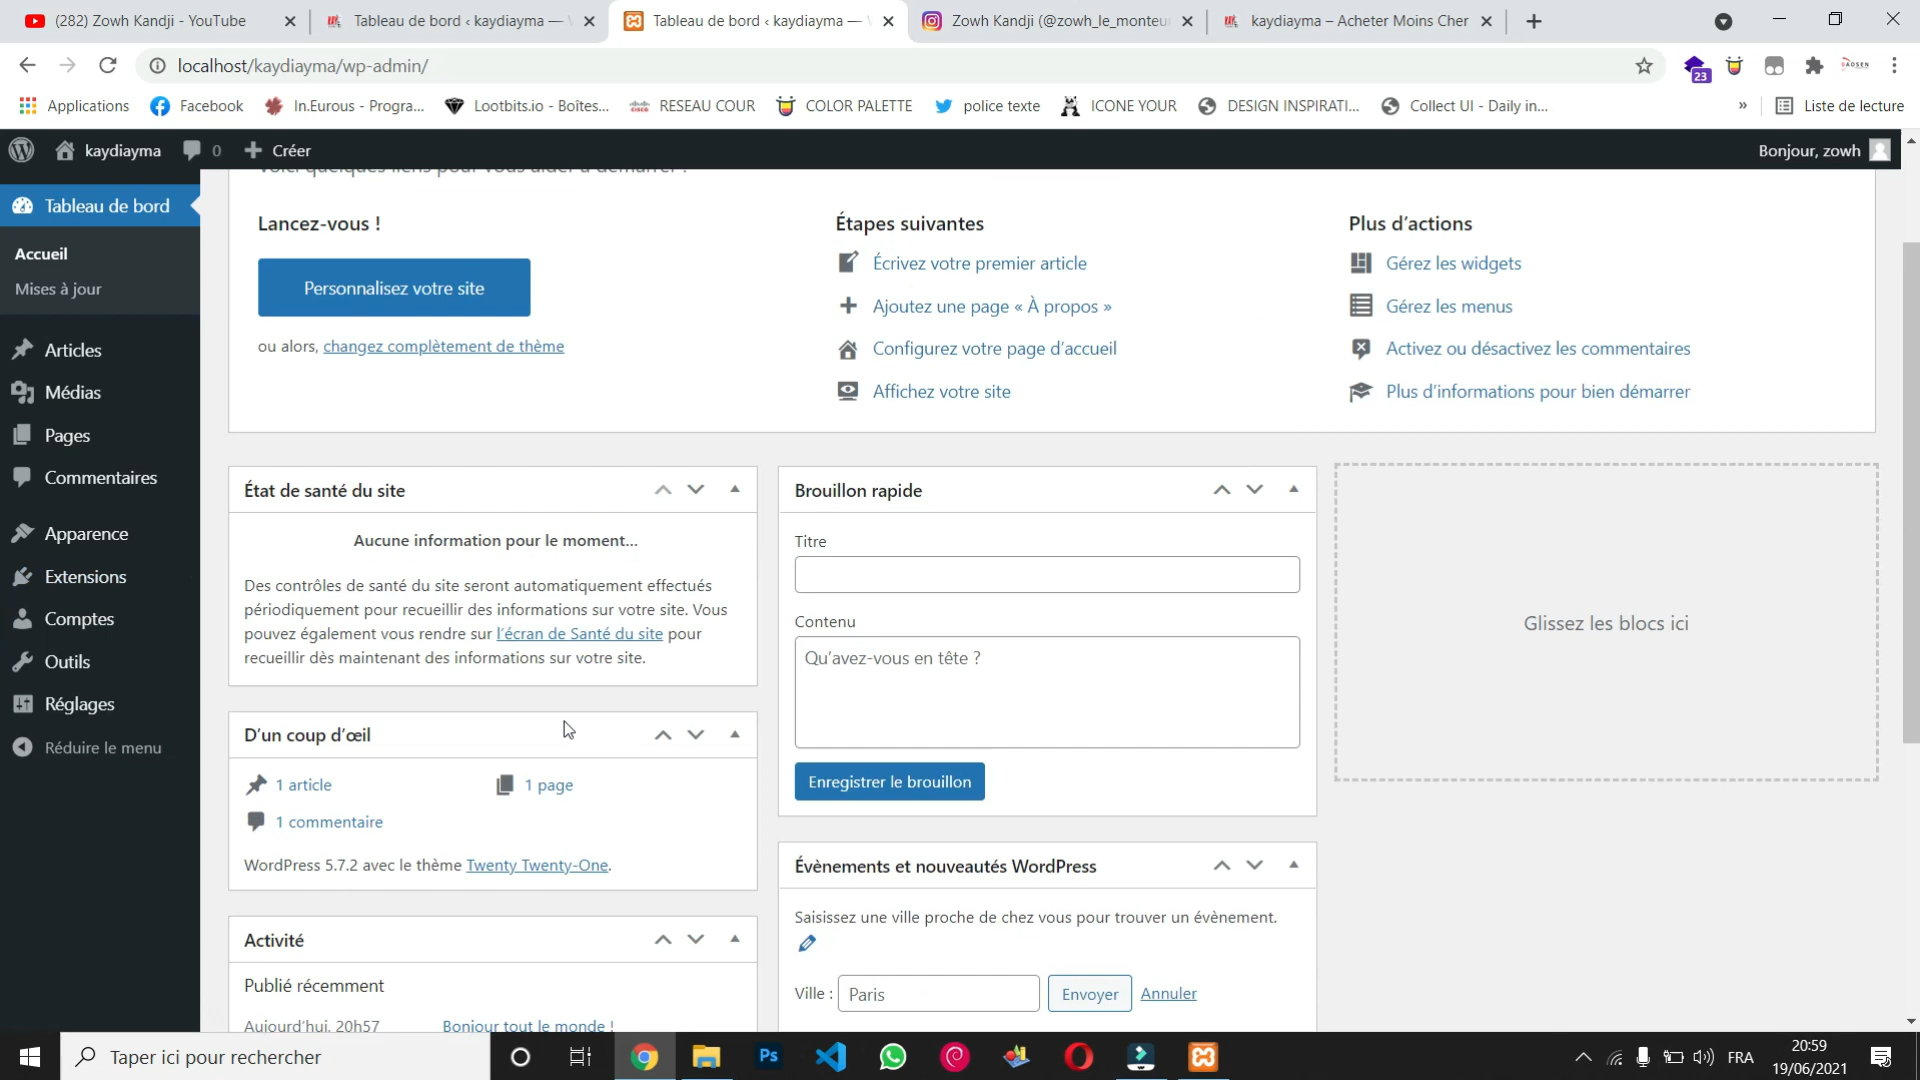 (282) Zowh Kandji - YouTube
Tableau de bord ‹ kaydiayma —
Tableau de bord ‹ kaydiayma —
Zowh Kandji (@zowh_le_monteu
kaydiayma – Acheter Moins Cher
localhost/kaydiayma/wp-admin/
23
Applications
Facebook
In.Eurous - Progra...
Lootbits.io - Boîtes...
RESEAU COUR
COLOR PALETTE
police texte
ICONE YOUR
DESIGN INSPIRATI...
Collect UI - Daily in...
»
Liste de lecture
kaydiayma
0
Créer
Bonjour, zowh
Tableau de bord
Accueil
Mises à jour
Articles
Médias
Pages
Commentaires
Apparence
Extensions
Comptes
Outils
Réglages
Réduire le menu
Voici quelques liens pour vous aider à démarrer :
Lancez-vous !
Personnalisez votre site
ou alors, changez complètement de thème
Étapes suivantes
Écrivez votre premier article
Ajoutez une page « À propos »
Configurez votre page d’accueil
Affichez votre site
Plus d’actions
Gérez les widgets
Gérez les menus
Activez ou désactivez les commentaires
Plus d’informations pour bien démarrer
État de santé du site
Aucune information pour le moment…
Des contrôles de santé du site seront automatiquement effectués
périodiquement pour recueillir des informations sur votre site. Vous
pouvez également vous rendre sur l’écran de Santé du site pour
recueillir dès maintenant des informations sur votre site.
D’un coup d’œil
1 article
1 page
1 commentaire
WordPress 5.7.2 avec le thème Twenty Twenty-One.
Activité
Publié récemment
Aujourd’hui, 20h57
Bonjour tout le monde !
Brouillon rapide
Titre
Contenu
Qu’avez-vous en tête ?
Enregistrer le brouillon
Évènements et nouveautés WordPress
Saisissez une ville proche de chez vous pour trouver un évènement.
Ville :
Paris
Envoyer
Annuler
Glissez les blocs ici
Taper ici pour rechercher
Ps
FRA
20:59
19/06/2021